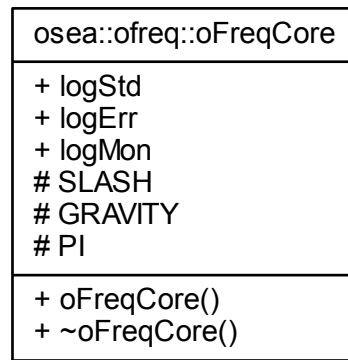 osea::ofreq::oFreqCore
+ logStd
+ logErr
+ logMon
# SLASH
# GRAVITY
# PI
+ oFreqCore()
+ ~oFreqCore()